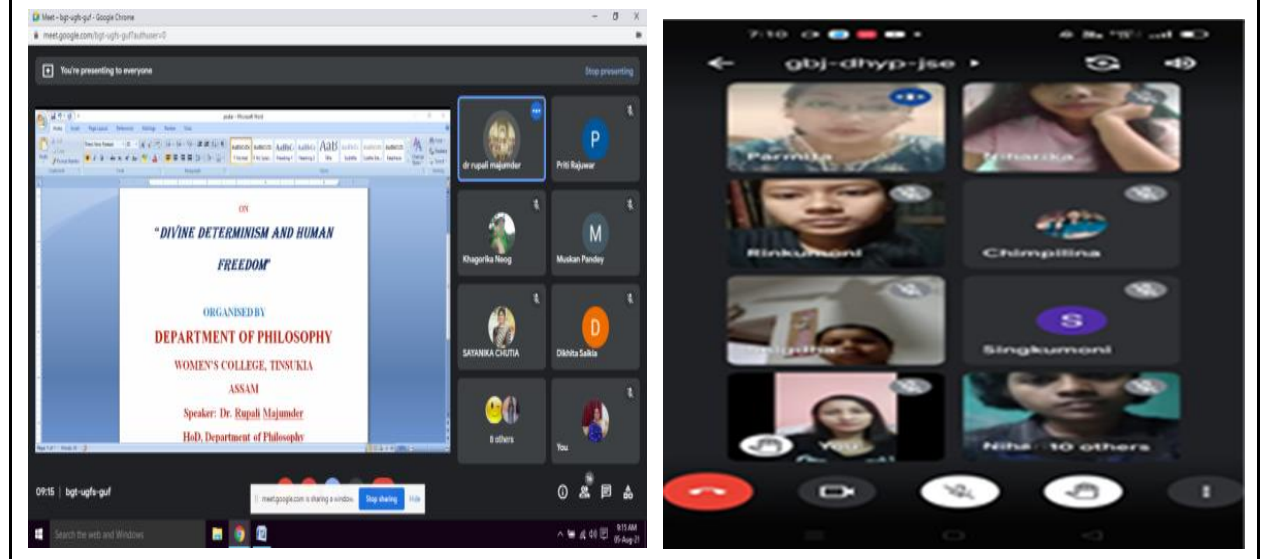 Meet - bgt-ugfs-guf - Google Chrome
meet.google.com/bgt-ugfs-guf?authuser=0
You're presenting to everyone
Stop presenting
Microsoft Word
ON
"DIVINE DETERMINISM AND HUMAN
FREEDOM"
ORGANISED BY
DEPARTMENT OF PHILOSOPHY
WOMEN'S COLLEGE, TINSUKIA
ASSAM
Speaker: Dr. Rupali Majumder
HoD, Department of Philosophy
dr rupali majumder
P
Priti Rajuwar
Khagorika Neog
M
Muskan Pandey
SAYANIKA CHUTIA
D
Dikhita Saikia
8 others
You
09:15 | bgt-ugfs-guf
meet.google.com is sharing a window.
Stop sharing
Hide
Search the web and Windows
9:15 AM
05-Aug-21
7:10
gbj-dhyp-jse
Parmita
Niharika
Rinkumoni
Chimpilina
S
Singkumoni
You
Niha
10 others